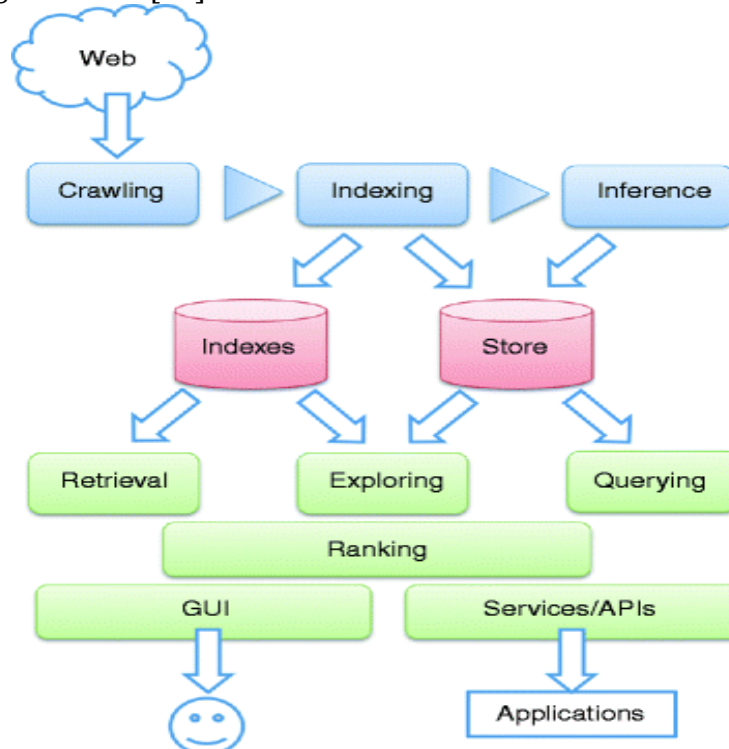 Web
Crawling
Indexing
Inference
Indexes
Store
Retrieval
Exploring
Querying
Ranking
GUI
Services/APIs
Applications